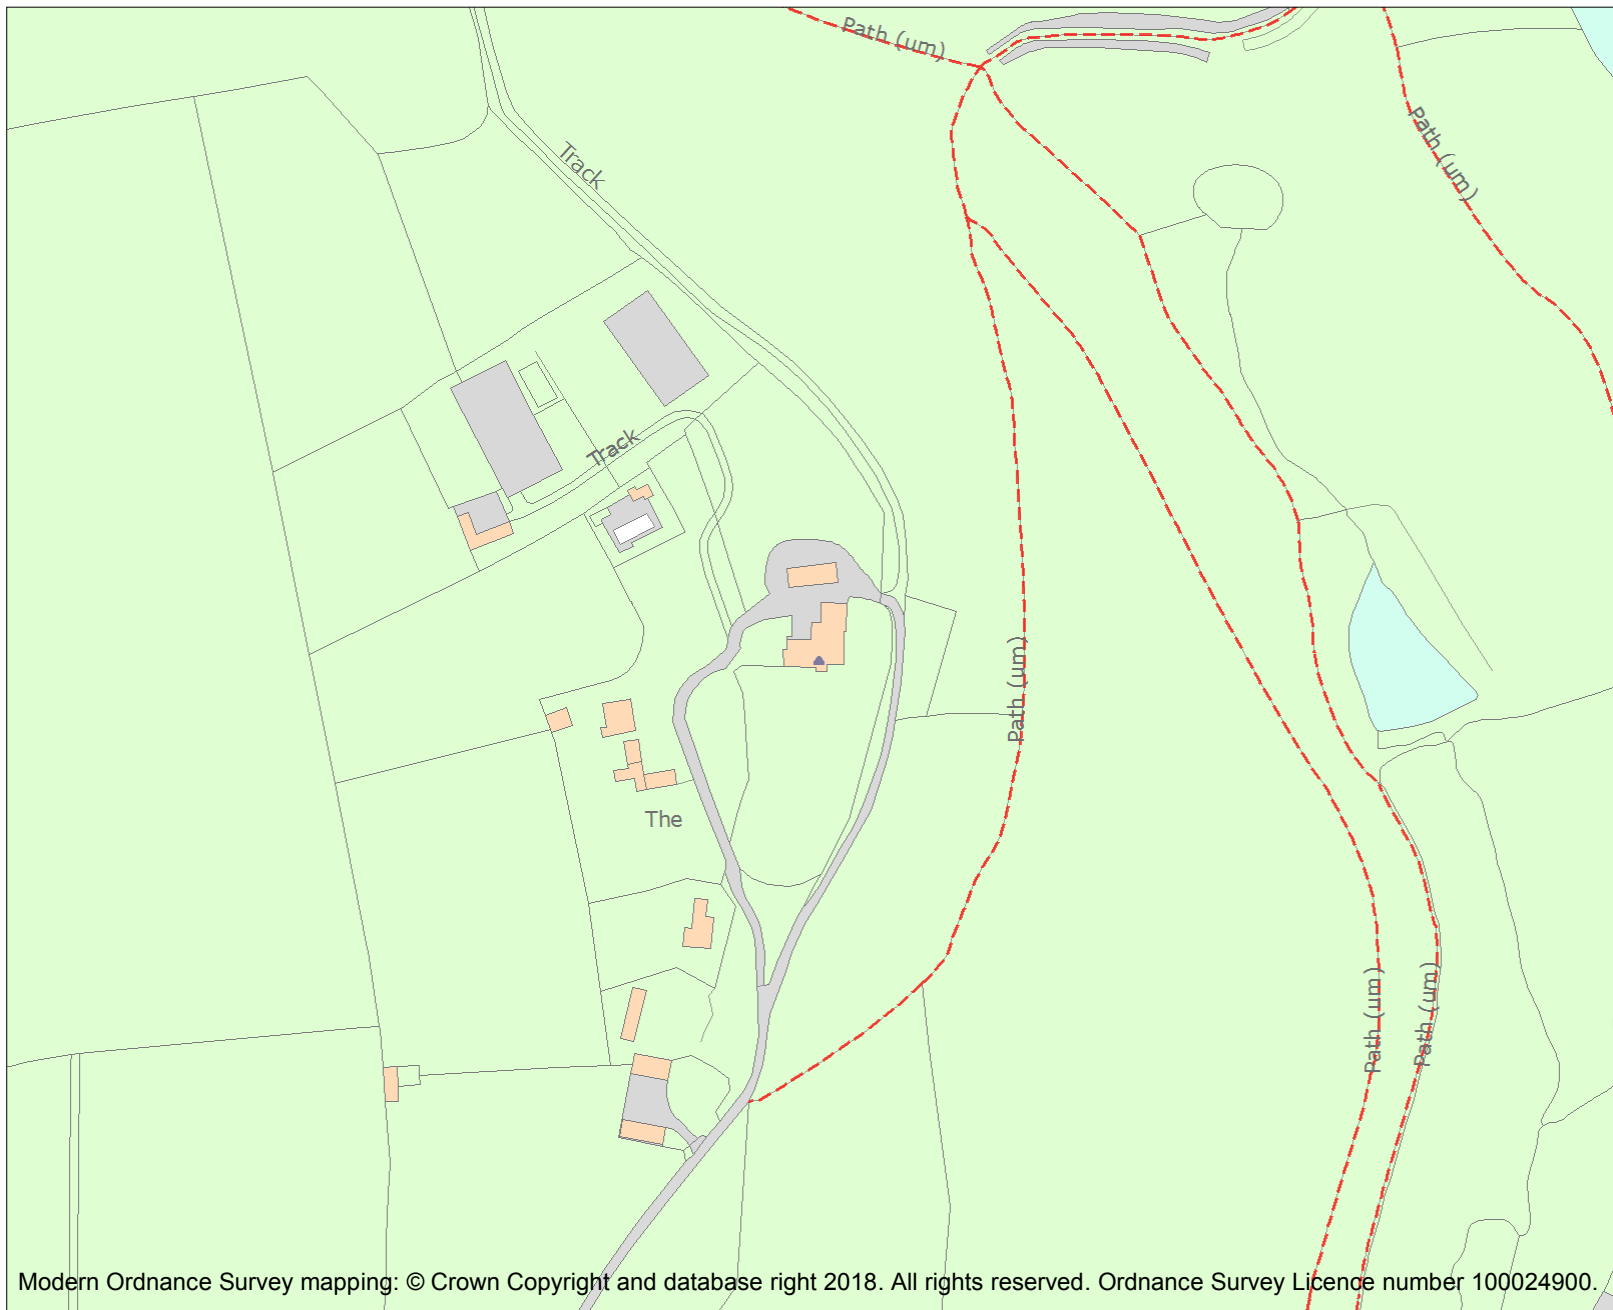 Path (um)
Path (um)
Track
Track
Path (um)
The
Path (um)
Path (um)
Modern Ordnance Survey mapping: © Crown Copyright and database right 2018. All rights reserved. Ordnance Survey Licence number 100024900.